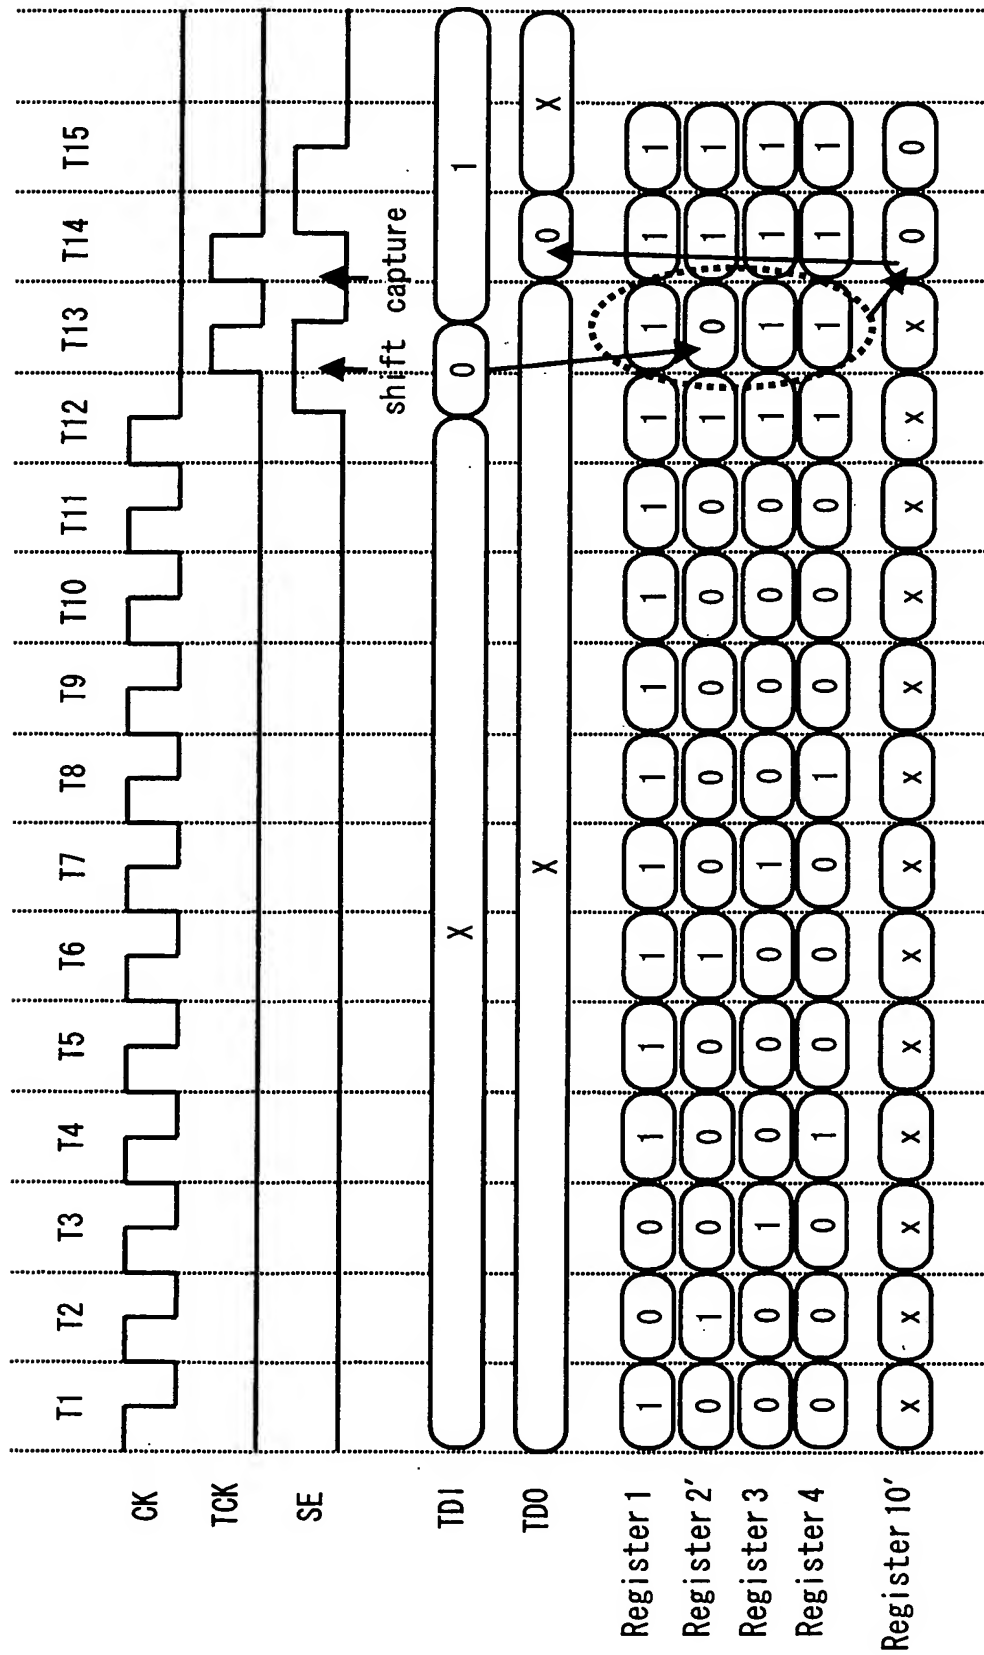 T1 T2 T3 T4 T5 T6 T7 T8 T9 T10 T11 T12 T13 T14 T15
CK
TCK
SE
shift capture
TDI X 0 1
TDO X 0 X
Register 1 1 0 0 1 1 1 1 1 1 1 1 1 1 1 1
Register 2' 0 1 0 0 0 1 0 0 0 0 0 1 0 1 1
Register 3 0 0 1 0 0 0 1 0 0 0 0 1 1 1 1
Register 4 0 0 0 1 0 0 0 1 0 0 0 1 1 1 1
Register 10' X X X X X X X X X X X X X 0 0